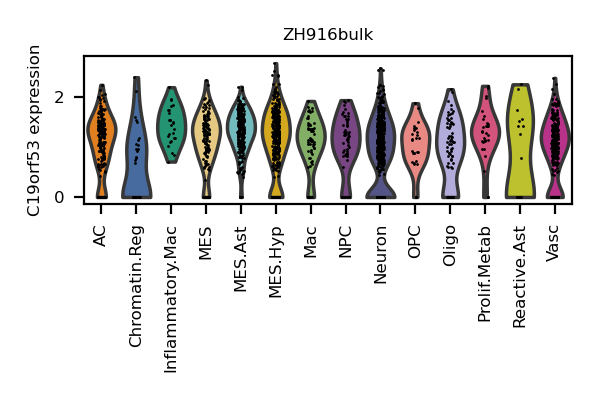 ZH916bulk
C19orf53 expression
2
0
AC
Chromatin.Reg
Inflammatory.Mac
MES
MES.Ast
MES.Hyp
Mac
NPC
Neuron
OPC
Oligo
Prolif.Metab
Reactive.Ast
Vasc